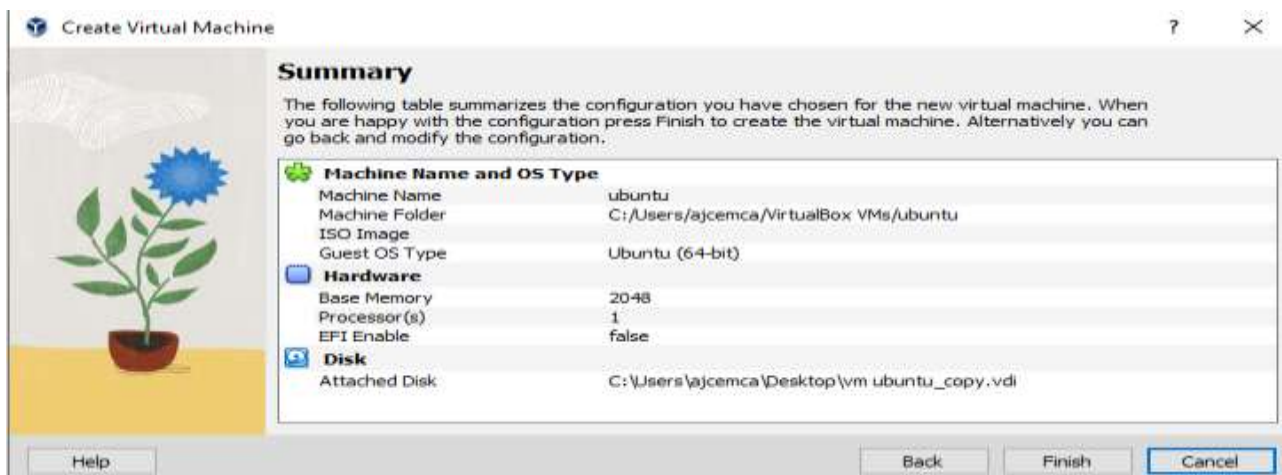 Create Virtual Machine
?
Summary
The following table summarizes the configuration you have chosen for the new virtual machine. When
you are happy with the configuration press Finish to create the virtual machine. Alternatively you can
go back and modify the configuration.
Machine Name and OS Type
Machine Name ubuntu
Machine Folder C:/Users/ajcemca/VirtualBox VMs/ubuntu
ISO Image
Guest OS Type Ubuntu (64-bit)
Hardware
Base Memory 2048
Processor(s) 1
EFI Enable false
Disk
Attached Disk C:\Users\ajcemca\Desktop\vm ubuntu_copy.vdi
Help Back Finish Cancel